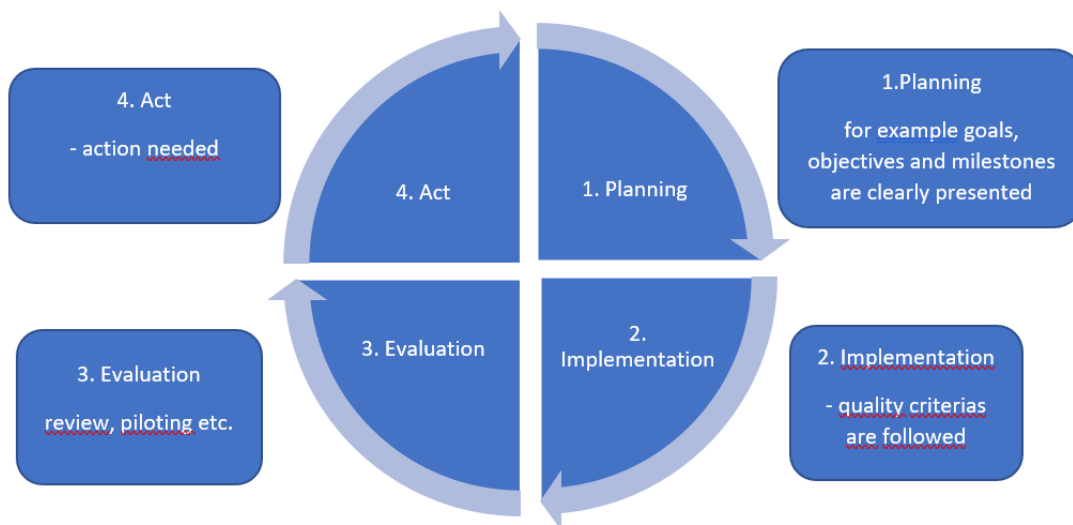 4. Act
- action needed
4. Act
1. Planning
1.Planning
for example goals,
objectives and milestones
are clearly presented
3. Evaluation
review, piloting etc.
3. Evaluation
2.
Implementation
2. Implementation
- quality criterias
are followed